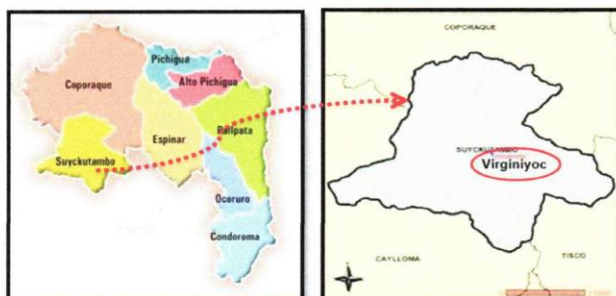 Pichigua
Coporaque
Alto Pichigua
Espinar
Pallpata
Suyckutambo
Ocoruro
Condoroma
COPORAQUE
SUYCKUTAMBO
Virginiyoc
CAYLLOMA
TISCO